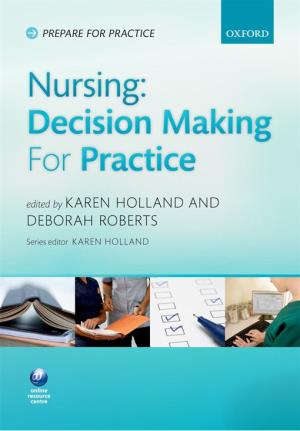 PREPARE FOR PRACTICE
OXFORD
Nursing:
Decision Making
For Practice
edited by KAREN HOLLAND AND
DEBORAH ROBERTS
Series editor KAREN HOLLAND
online
resource
centre